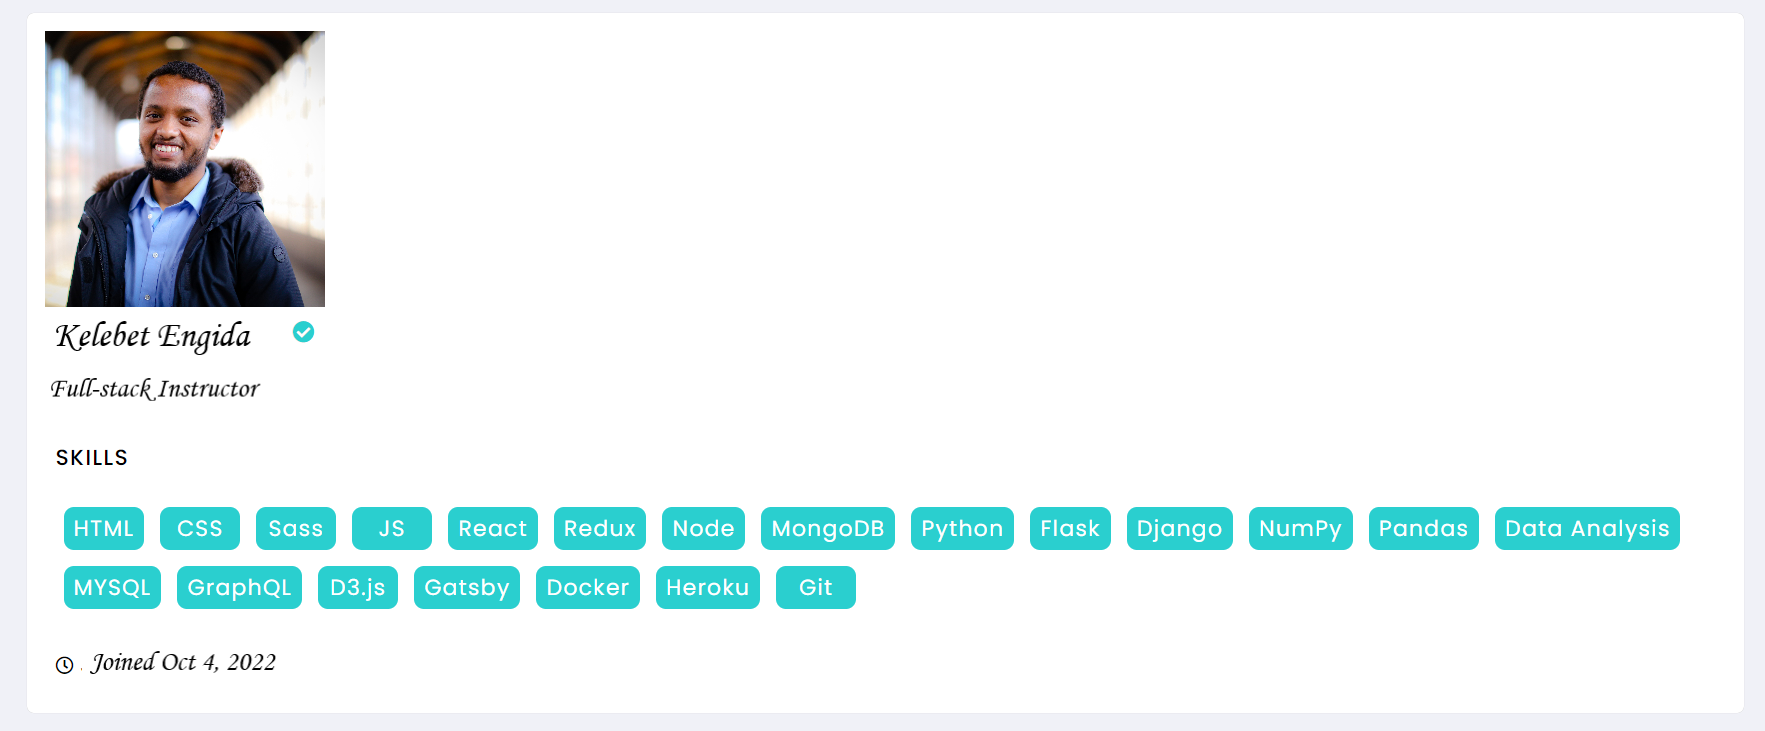 Kelebet Engida
Full-stack Instructor
SKILLS
HTML CSS Sass JS React Redux Node MongoDB Python Flask Django NumPy Pandas Data Analysis
MYSQL GraphQL D3.js Gatsby Docker Heroku Git
Joined Oct 4, 2022